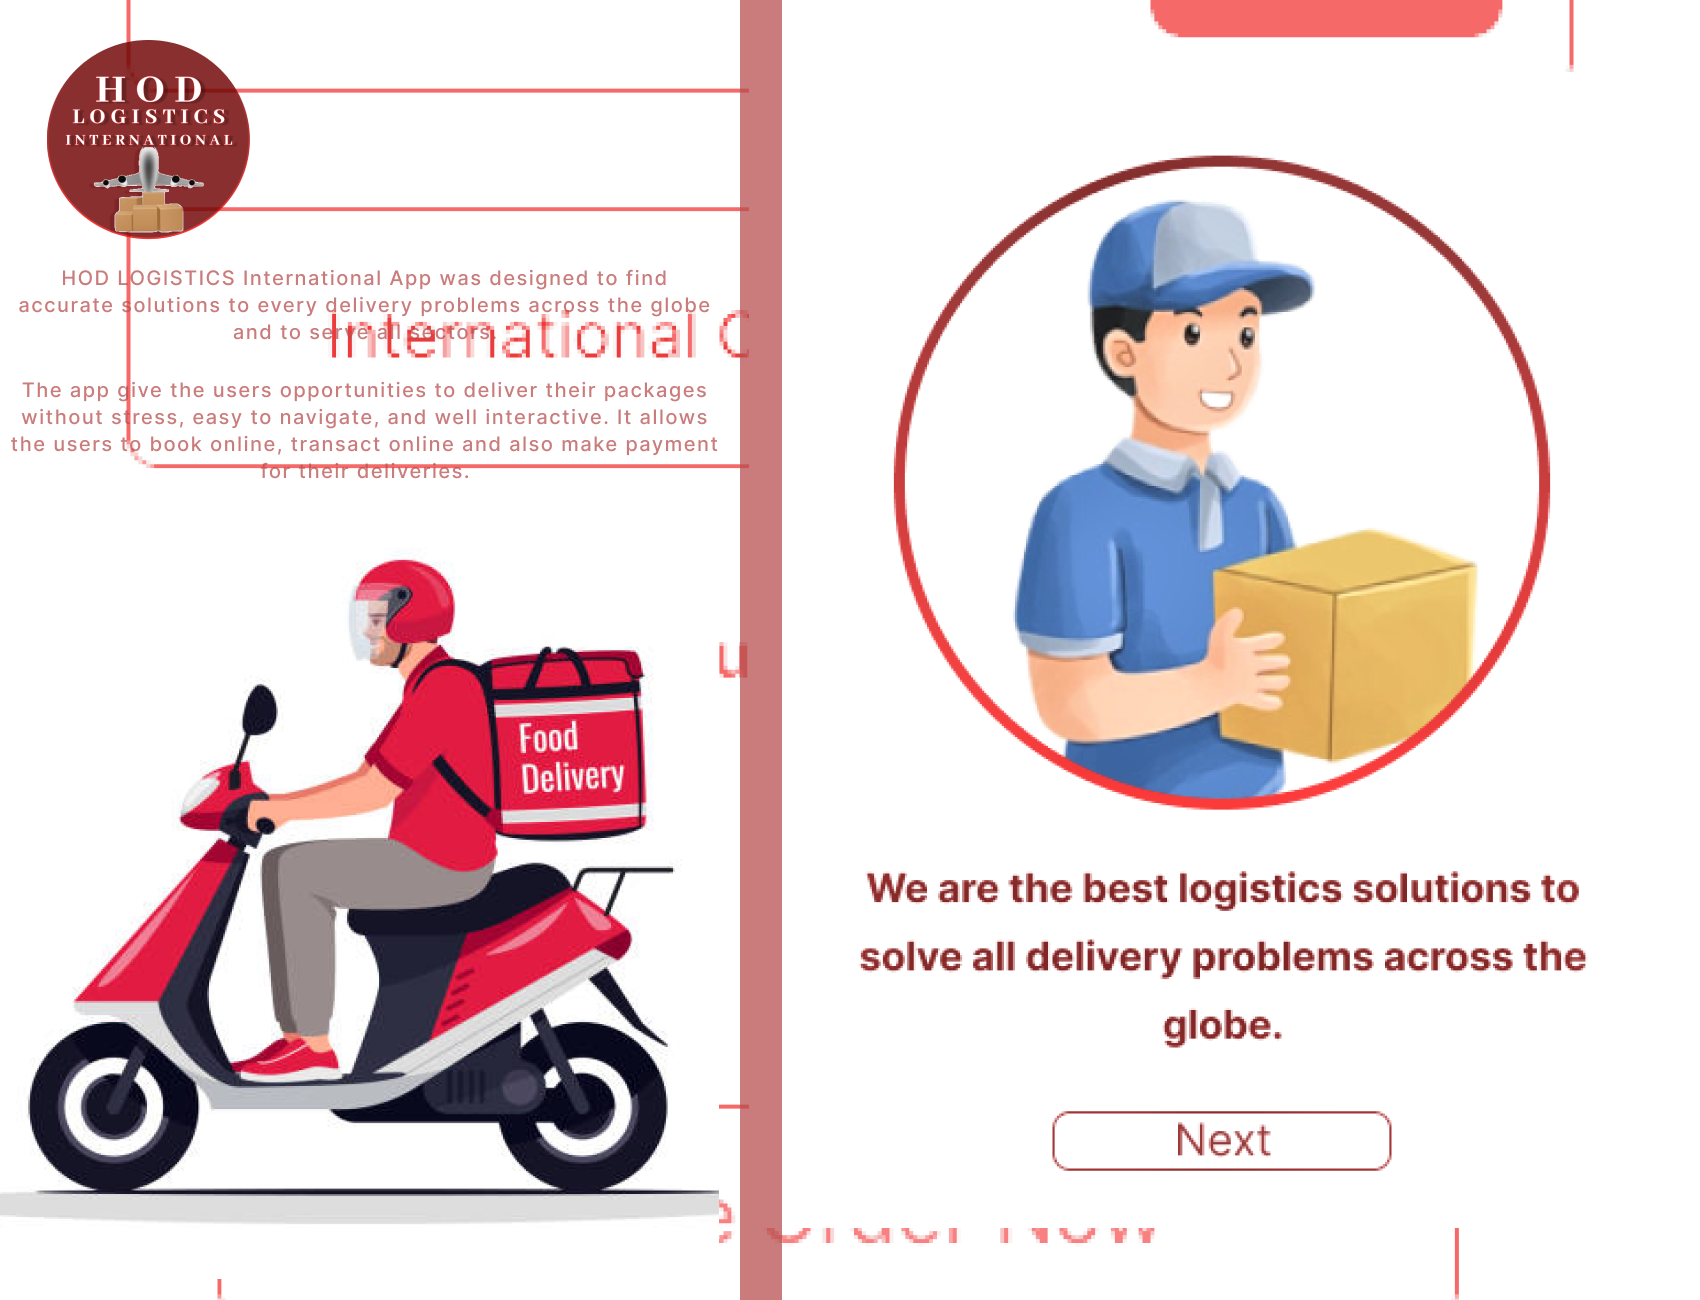 HOD
LOGISTICS
INTERNATIONAL
HOD LOGISTICS International App was designed to find
accurate solutions to every delivery problems across the globe
and to serve all sectors.
International
The app give the users opportunities to deliver their packages
without stress, easy to navigate, and well interactive. It allows
the users to book online, transact online and also make payment
for their deliveries.
Food
Delivery
We are the best logistics solutions to
solve all delivery problems across the
globe.
Next
Order Now